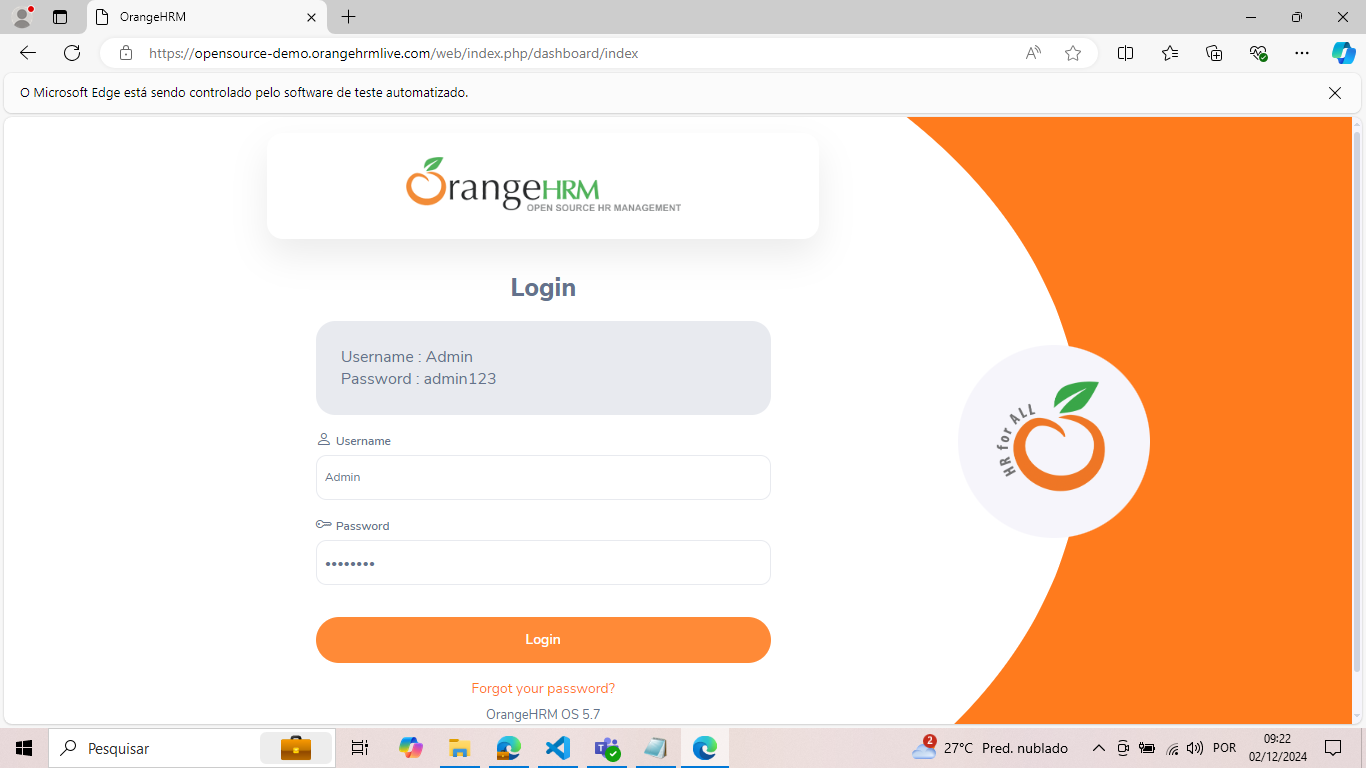 OrangeHRM
https://opensource-demo.orangehrmlive.com/web/index.php/dashboard/index
O Microsoft Edge está sendo controlado pelo software de teste automatizado.
OrangeHRM
OPEN SOURCE HR MANAGEMENT
Login
Username : Admin
Password : admin123
Username
Admin
Password
••••••••
HR for ALL
Login
Forgot your password?
OrangeHRM OS 5.7
Pesquisar
2
27°C Pred. nublado
POR
09:22
02/12/2024